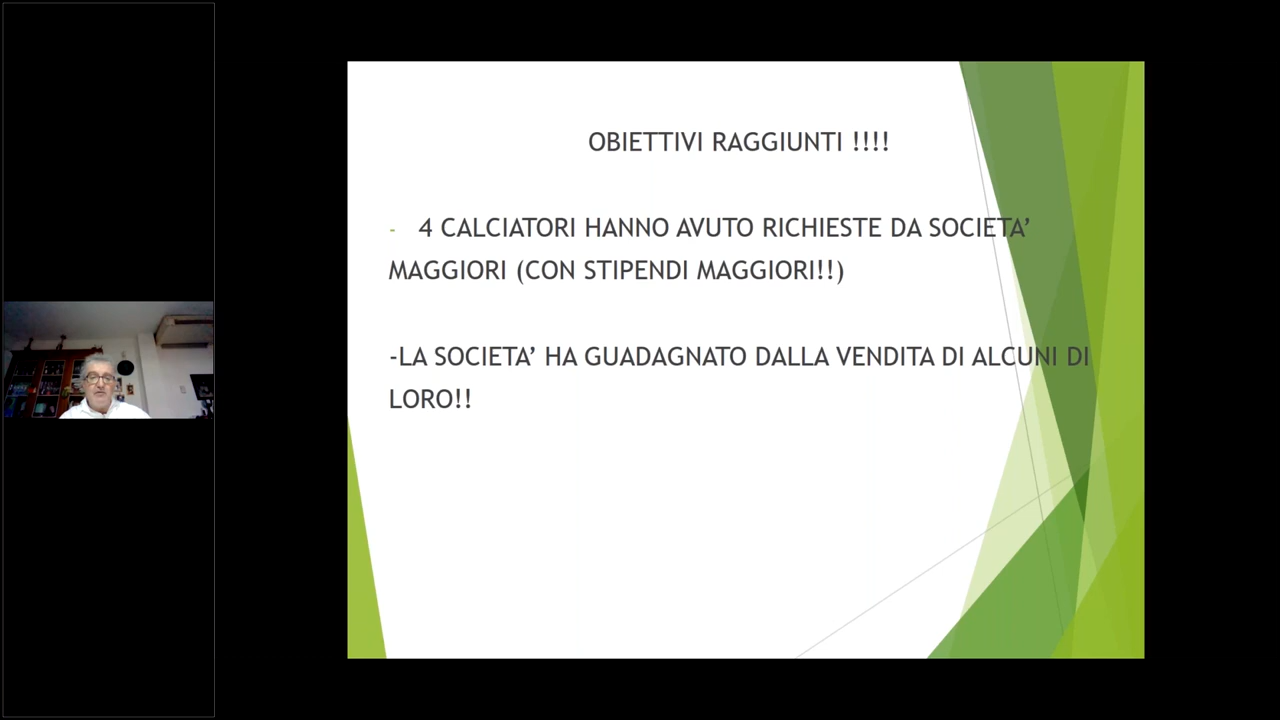 OBIETTIVI RAGGIUNTI !!!!
- 4 CALCIATORI HANNO AVUTO RICHIESTE DA SOCIETA’
MAGGIORI (CON STIPENDI MAGGIORI!!)
-LA SOCIETA’ HA GUADAGNATO DALLA VENDITA DI ALCUNI DI
LORO!!